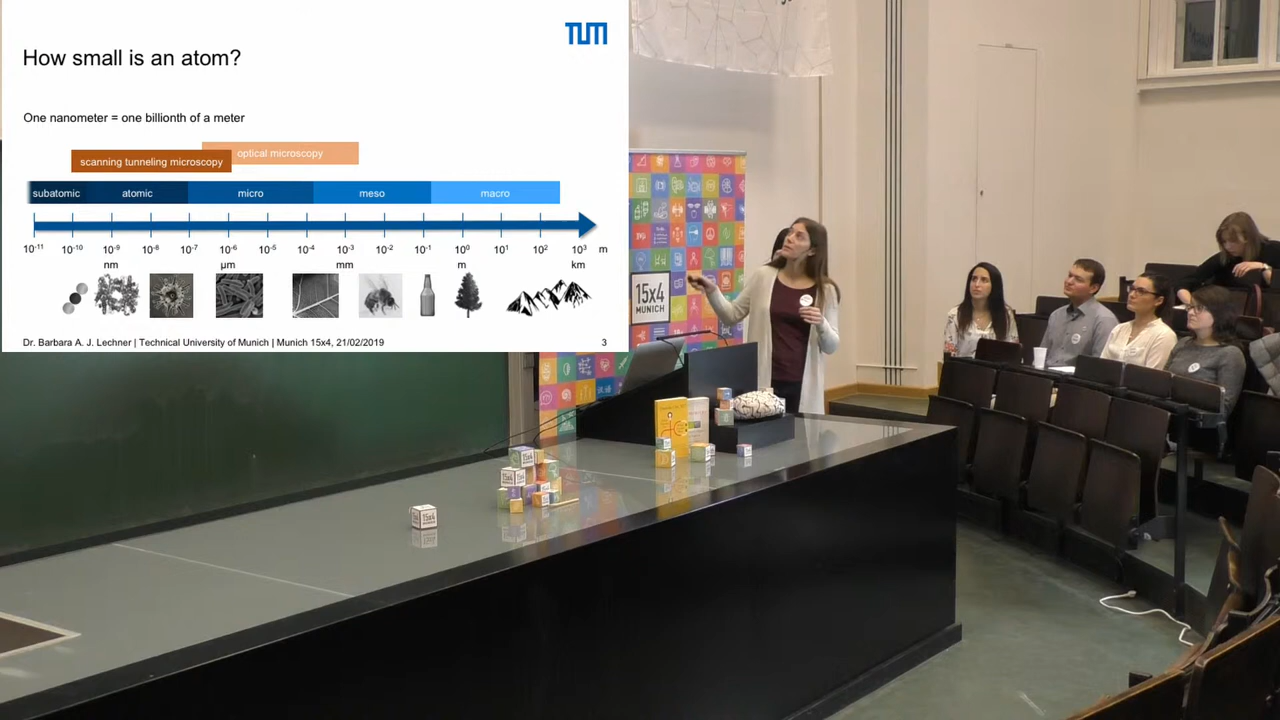 TUM
How small is an atom?
One nanometer = one billionth of a meter
optical microscopy
scanning tunneling microscopy
subatomic atomic micro meso macro
10-11 10-10 10-9 10-8 10-7 10-6 10-5 10-4 10-3 10-2 10-1 100 101 102 103 m
nm µm mm m km
Dr. Barbara A. J. Lechner | Technical University of Munich | Munich 15x4, 21/02/2019 3
15x4
MUNICH
15x4
15x4
15x4